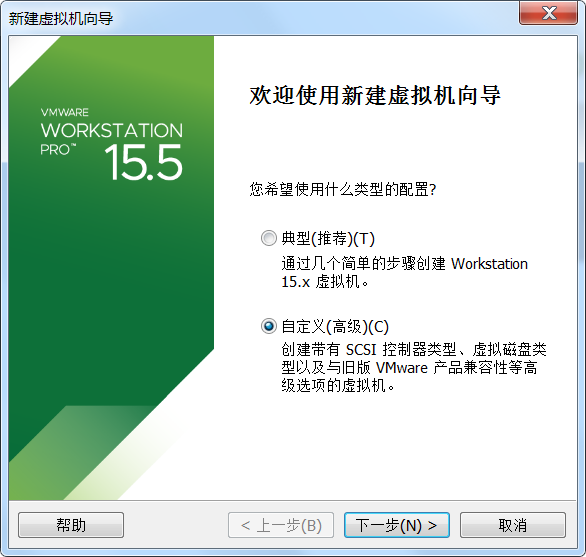 新建虚拟机向导
VMWARE
WORKSTATION
PRO™ 15.5
欢迎使用新建虚拟机向导
您希望使用什么类型的配置?
典型(推荐)(T)
通过几个简单的步骤创建 Workstation
15.x 虚拟机。
自定义(高级)(C)
创建带有 SCSI 控制器类型、虚拟磁盘类
型以及与旧版 VMware 产品兼容性等高
级选项的虚拟机。
帮助
< 上一步(B)
下一步(N) >
取消